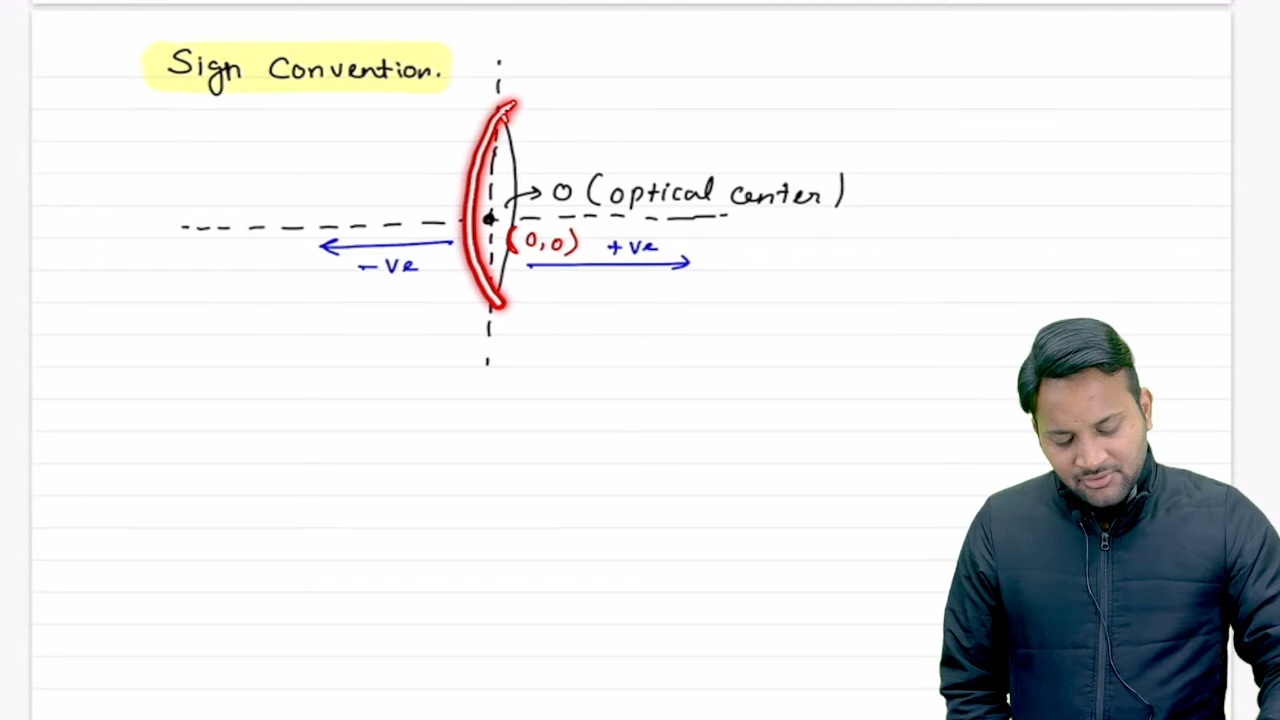 Sign Convention.
O (optical center)
(0,0) +ve
-ve